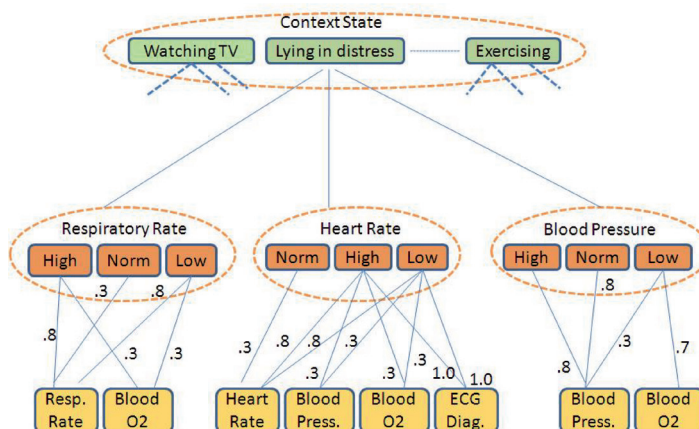 Context State
Watching TV
Lying in distress
Exercising
Respiratory Rate
High
Norm
Low
Heart Rate
Norm
High
Low
Blood Pressure
High
Norm
Low
.3
.8
.8
.3
.3
.3
.8
.8
.3
.3
.3
.3
1.0
1.0
.8
.8
.3
.7
Resp.
Rate
Blood
O2
Heart
Rate
Blood
Press.
Blood
O2
ECG
Diag.
Blood
Press.
Blood
O2